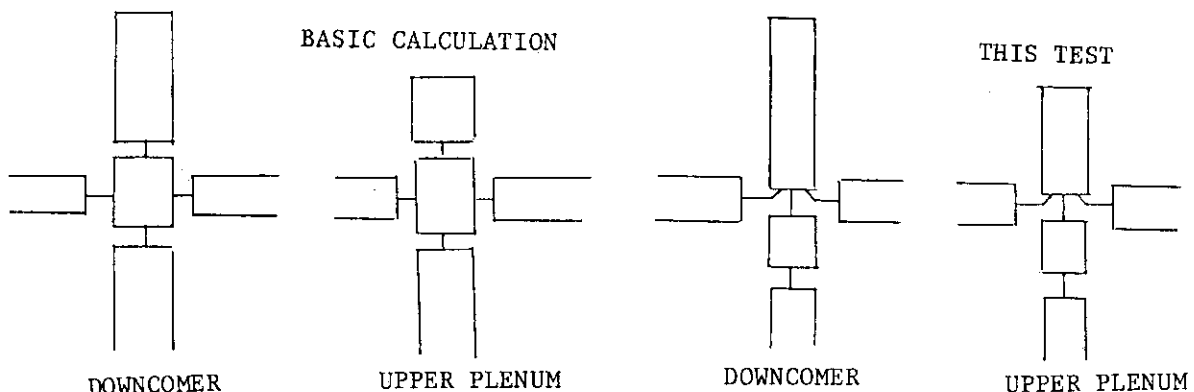 BASIC CALCULATION
THIS TEST
DOWNCOMER
UPPER PLENUM
DOWNCOMER
UPPER PLENUM